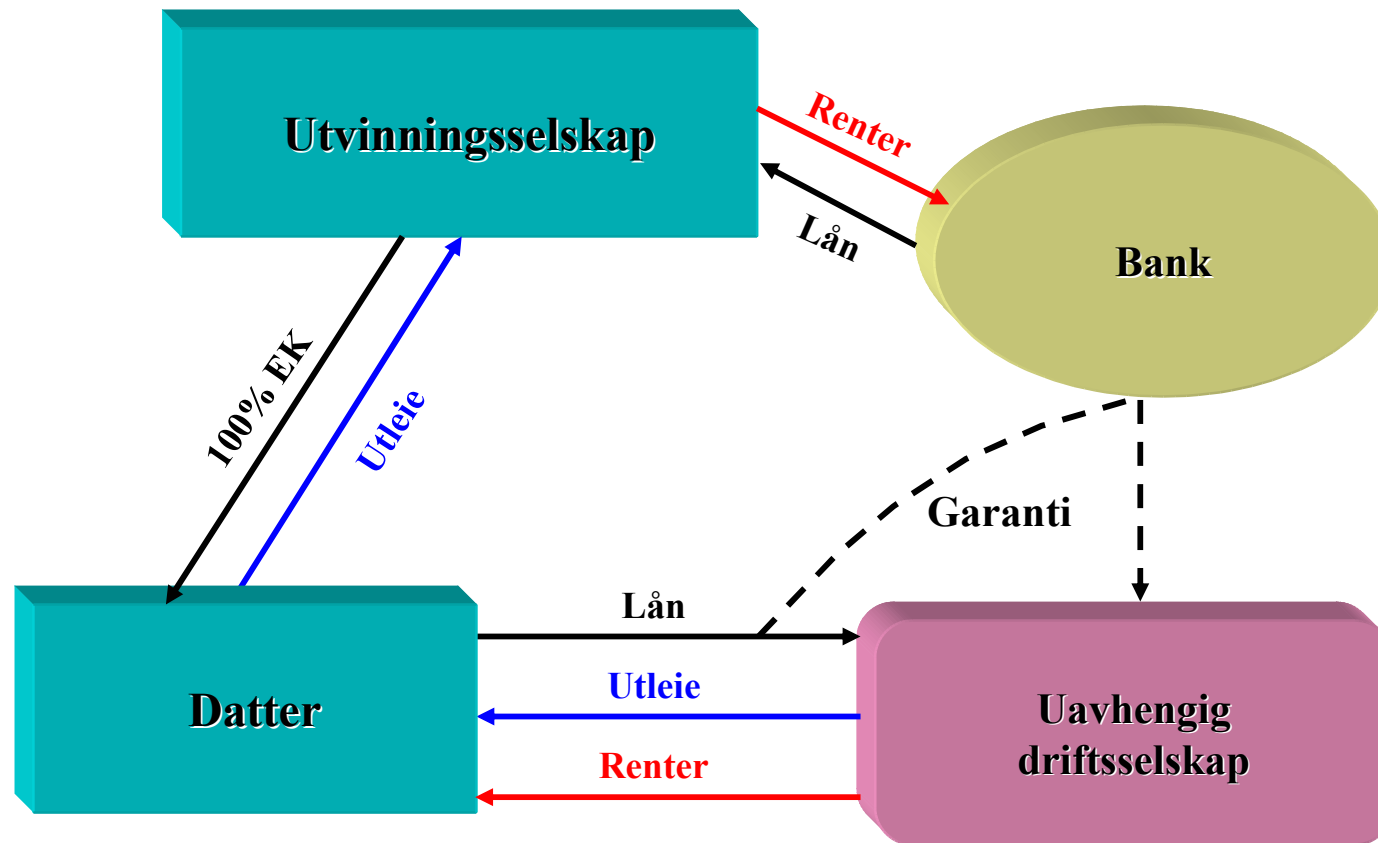 Utvinningsselskap
Renter
Lån
Bank
100% EK
Utleie
Garanti
Lån
Datter
Utleie
Renter
Uavhengig
driftsselskap